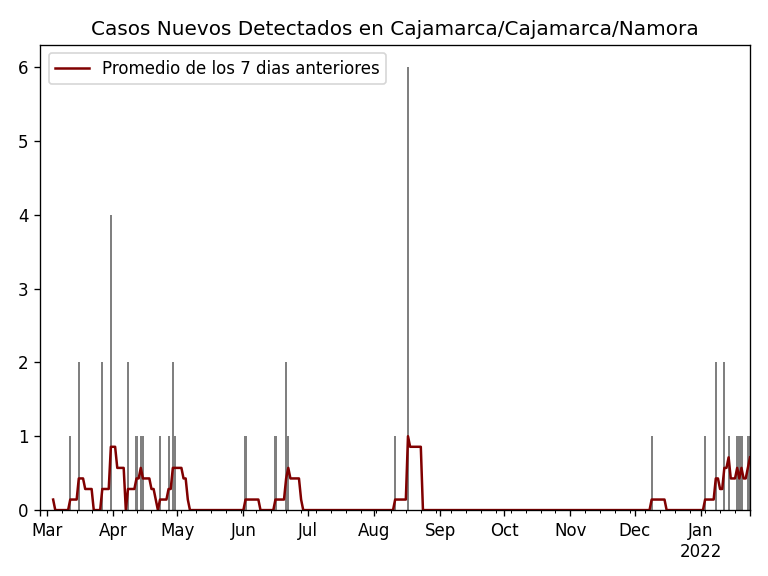 Casos Nuevos Detectados en Cajamarca/Cajamarca/Namora
Promedio de los 7 dias anteriores
6
5
4
3
2
1
0
Mar Apr May Jun Jul Aug Sep Oct Nov Dec Jan
2022